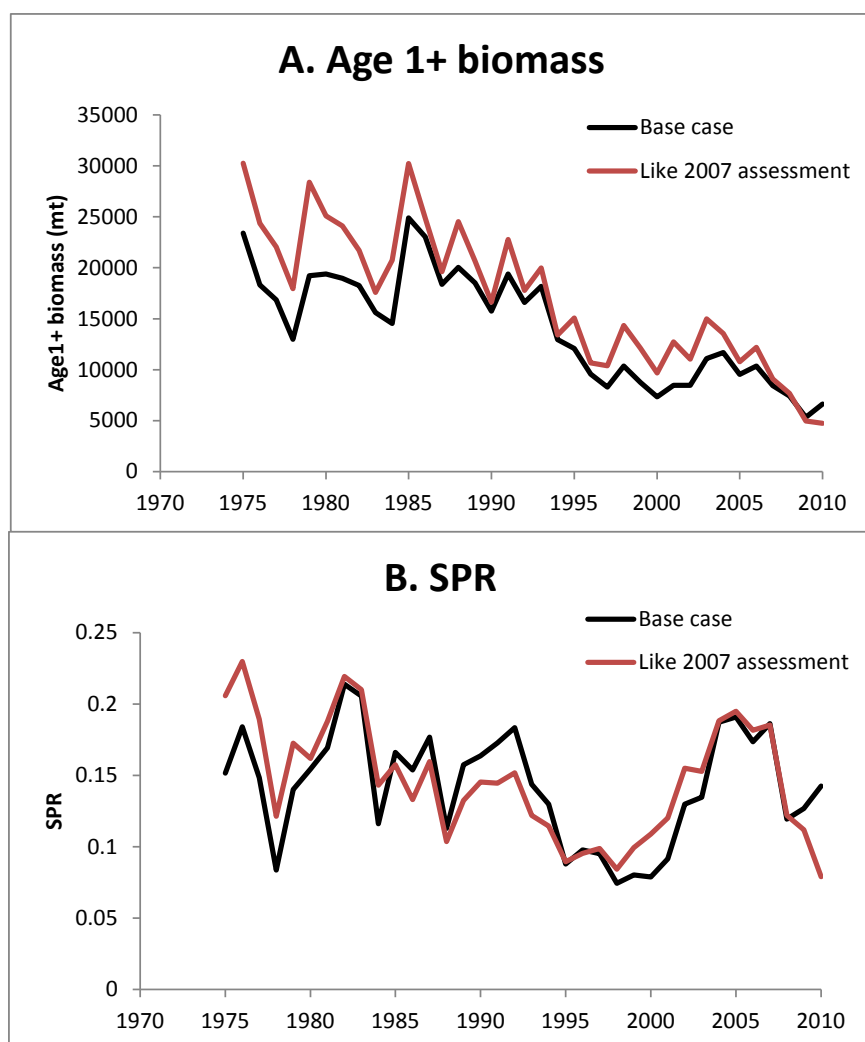 A. Age 1+ biomass
35000
30000
25000
20000
15000
10000
5000
0
Age1+ biomass (mt)
Base case
Like 2007 assessment
1970 1975 1980 1985 1990 1995 2000 2005 2010
B. SPR
0.25
0.2
0.15
0.1
0.05
0
SPR
Base case
Like 2007 assessment
1970 1975 1980 1985 1990 1995 2000 2005 2010